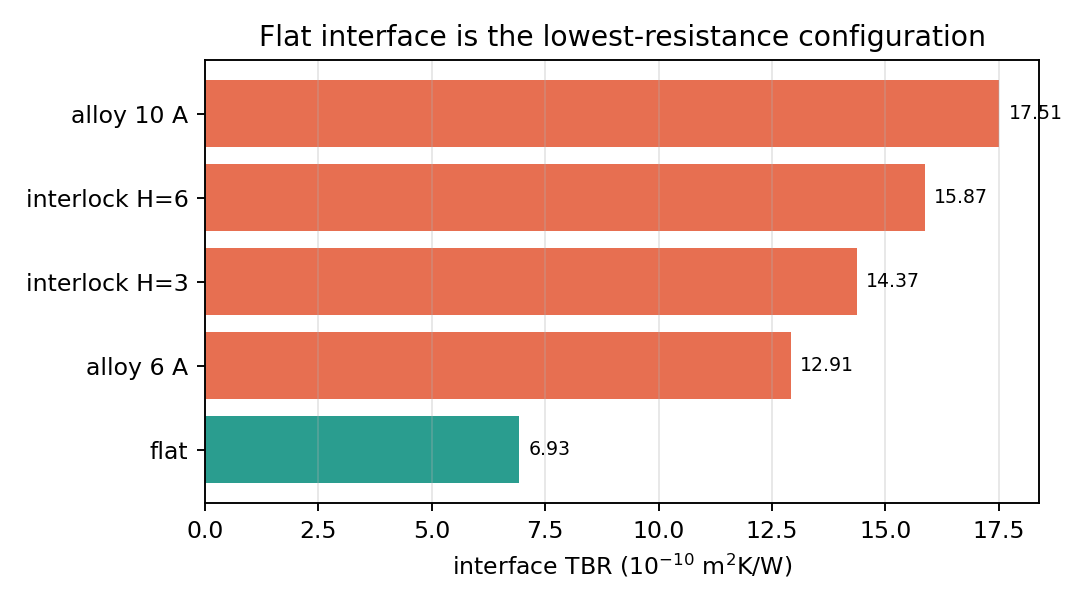 Flat interface is the lowest-resistance configuration
alloy 10 A
17.51
interlock H=6
15.87
interlock H=3
14.37
alloy 6 A
12.91
flat
6.93
0.0 2.5 5.0 7.5 10.0 12.5 15.0 17.5
interface TBR (10⁻¹⁰ m²K/W)